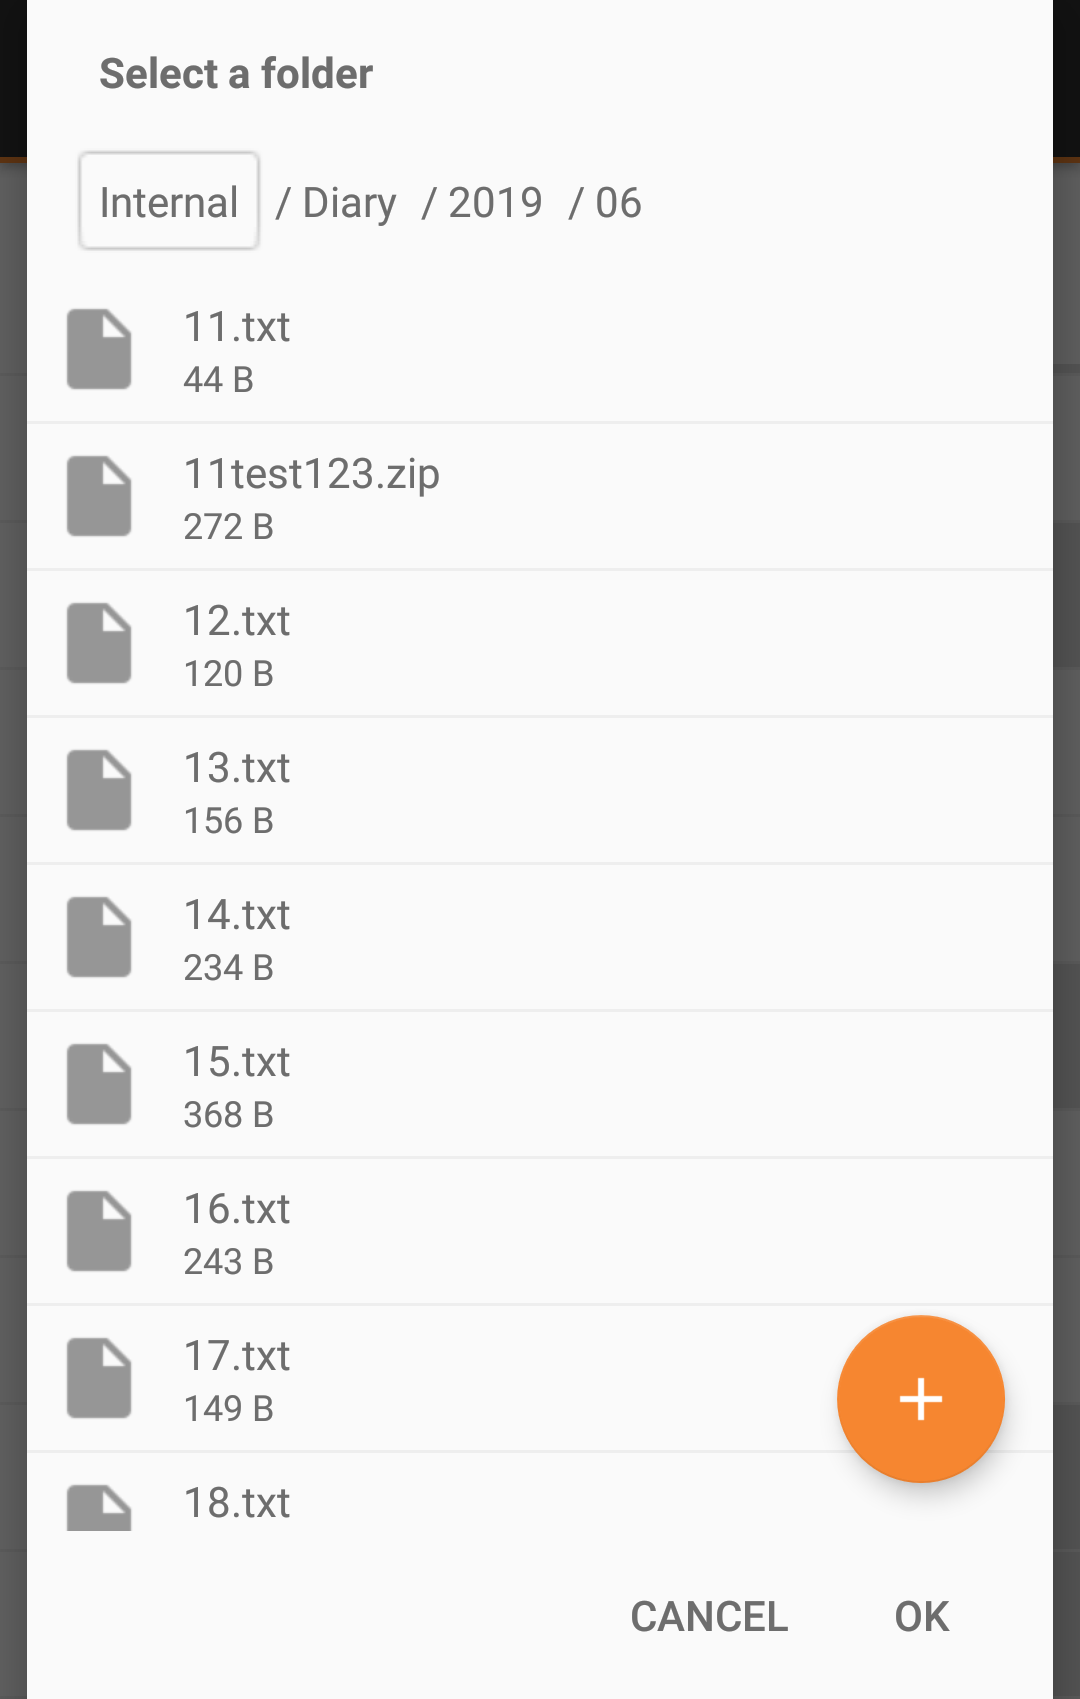 Select a folder
Internal / Diary / 2019 / 06
11.txt
44 B
11test123.zip
272 B
12.txt
120 B
13.txt
156 B
14.txt
234 B
15.txt
368 B
16.txt
243 B
17.txt
149 B
+
18.txt
CANCEL OK